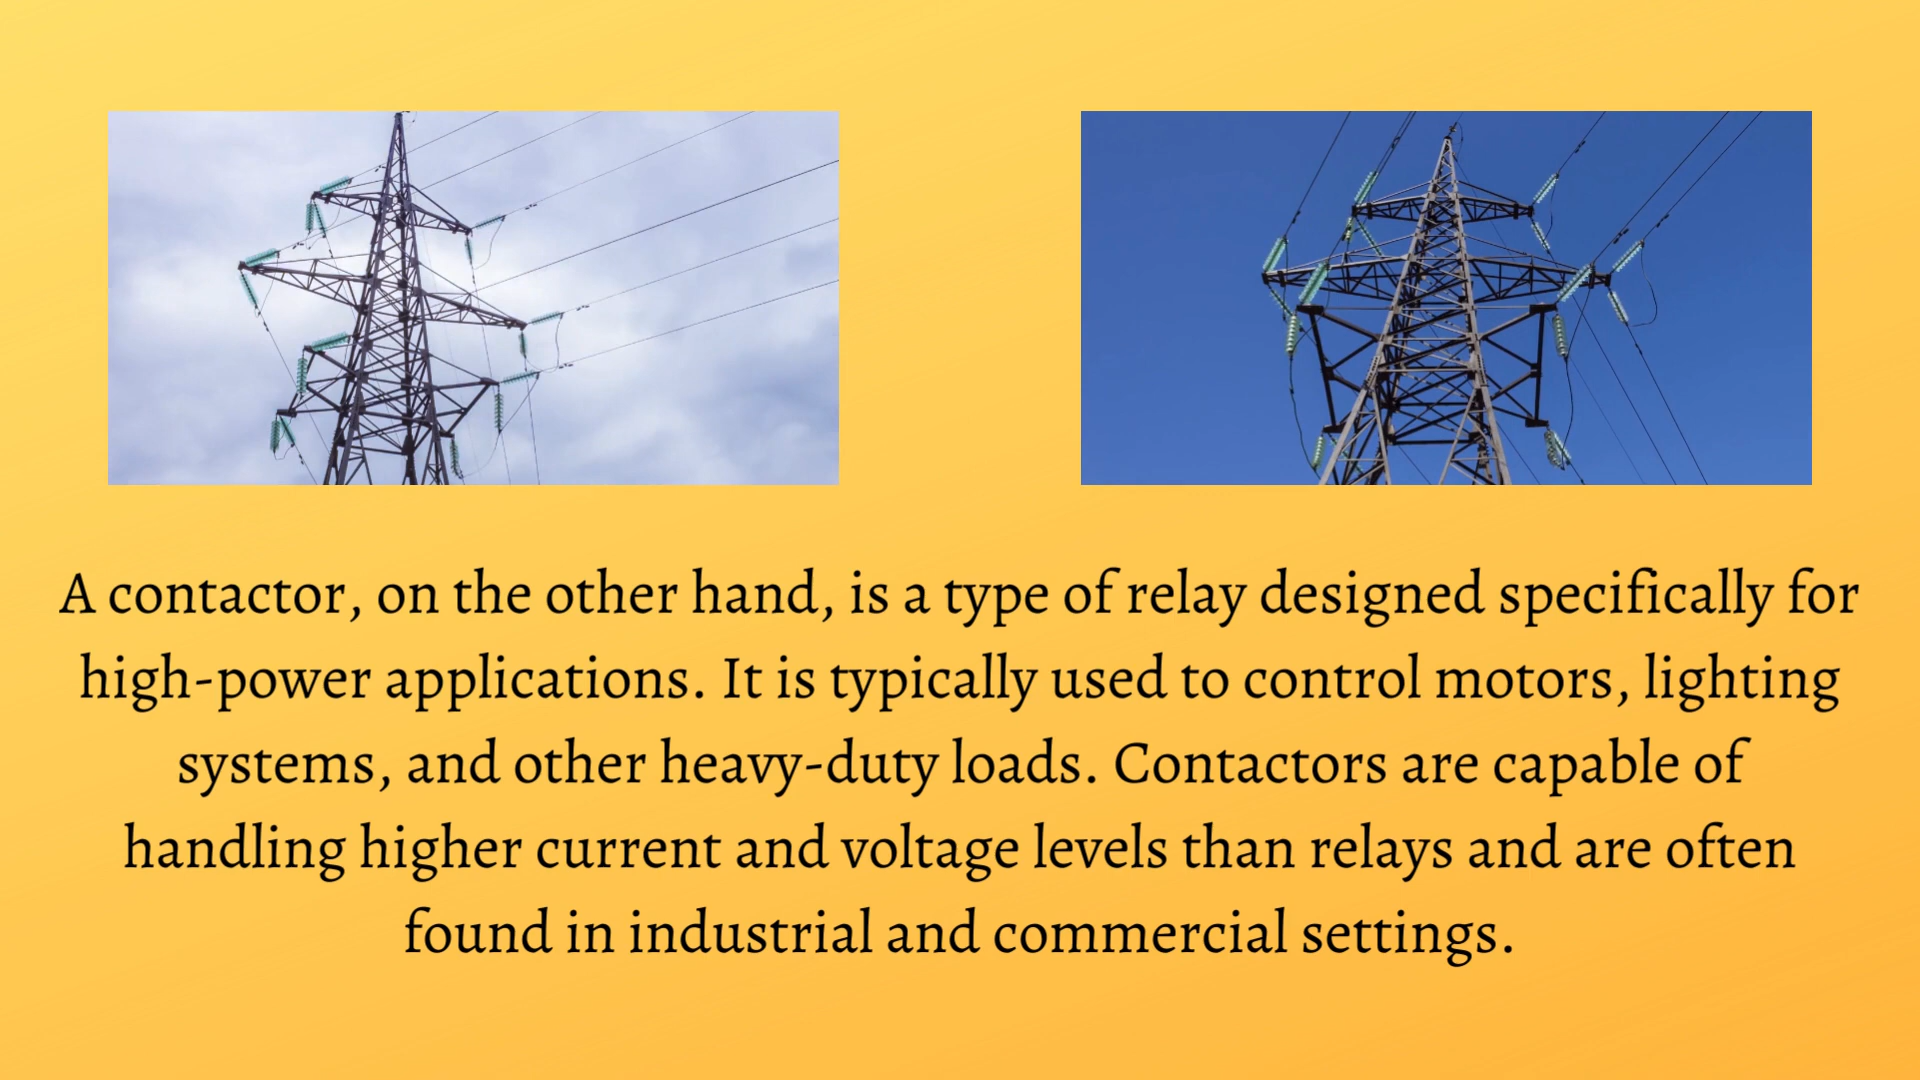 A contactor, on the other hand, is a type of relay designed specifically for
high-power applications. It is typically used to control motors, lighting
systems, and other heavy-duty loads. Contactors are capable of
handling higher current and voltage levels than relays and are often
found in industrial and commercial settings.